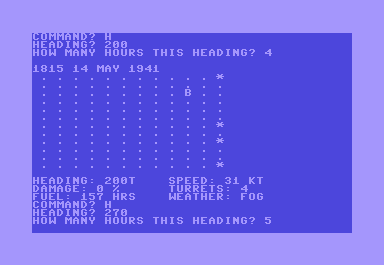 COMMAND? H
HEADING? 200
HOW MANY HOURS THIS HEADING? 4
1815 14 MAY 1941
. . . . . . . . . . . *
. . . . . . . . . . . .
. . . . . . . . . B . .
. . . . . . . . . . . .
. . . . . . . . . . . .
. . . . . . . . . . . .
. . . . . . . . . . . *
. . . . . . . . . . . .
. . . . . . . . . . . *
. . . . . . . . . . . .
. . . . . . . . . . . .
. . . . . . . . . . . *
HEADING: 200T SPEED: 31 KT
DAMAGE: 0 % TURRETS: 4
FUEL: 157 HRS WEATHER: FOG
COMMAND? H
HEADING? 270
HOW MANY HOURS THIS HEADING? 5